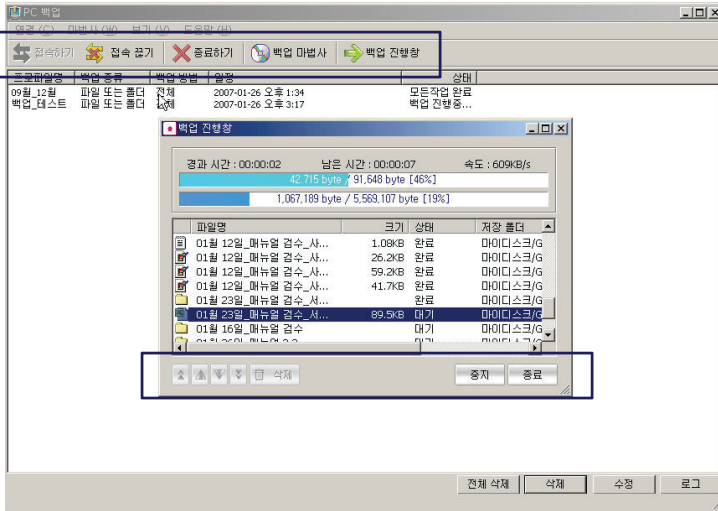 PC 백업
명령 (C) 마법사 (W) 보기 (V) 도움말 (H)
접속하기 접속 끊기 종료하기 백업 마법사 백업 진행창
프로파일명 백업 종류 백업 방법 일정 상태
09월_12월 파일 또는 폴더 전체 2007-01-26 오후 1:34 모든작업 완료
백업_테스트 파일 또는 폴더 전체 2007-01-26 오후 3:17 백업 진행중...
백업 진행창
경과 시간 : 00:00:02 남은 시간 : 00:00:07 속도 : 609KB/s
42,715 byte / 91,648 byte [46%]
1,067,189 byte / 5,569,107 byte [19%]
파일명 크기 상태 저장 폴더
01월 12일_매뉴얼 검수_사... 1.08KB 완료 마이디스크/G
01월 12일_매뉴얼 검수_사... 26.2KB 완료 마이디스크/G
01월 12일_매뉴얼 검수_사... 59.2KB 완료 마이디스크/G
01월 12일_매뉴얼 검수_사... 41.7KB 완료 마이디스크/G
01월 23일_매뉴얼 검수_서... 완료 마이디스크/G
01월 23일_매뉴얼 검수_서... 89.5KB 대기 마이디스크/G
01월 16일_매뉴얼 검수 대기 마이디스크/G
삭제 중지 종료
전체 삭제 삭제 수정 로그